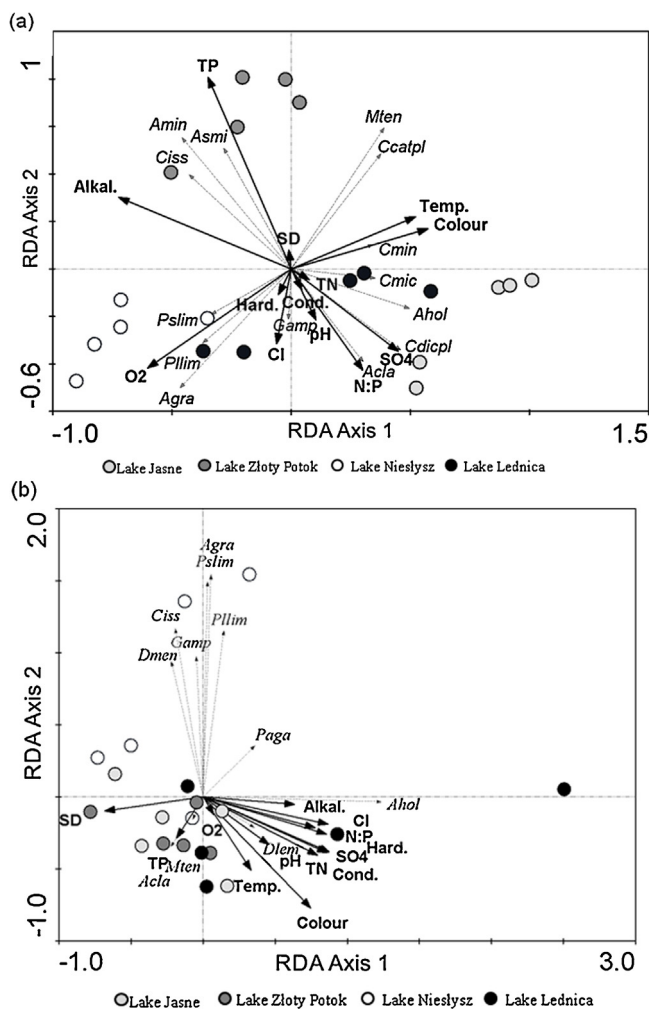 (a)
1
TP
Mten
Amin
Asmi
Ccatpl
Ciss
Alkal.
Temp.
Colour
SD
Cmin
RDA Axis 2
TN
Cmic
Hard.
Cond.
Pslim
Gamp
pH
Ahol
Cl
Cdicpl
Pllim
SO4
O2
Acla
N:P
Agra
-0.6
-1.0
RDA Axis 1
1.5
Lake Jasne
Lake Złoty Potok
Lake Niesłysz
Lake Lednica
(b)
2.0
Agra
Pslim
Ciss
Pllim
Gamp
Dmen
RDA Axis 2
Paga
Alkal.
Ahol
SD
Cl
O2
N:P
Hard.
Dlem
SO4
pH
TP
Mten
TN
Cond.
Acla
Temp.
Colour
-1.0
-1.0
RDA Axis 1
3.0
Lake Jasne
Lake Złoty Potok
Lake Niesłysz
Lake Lednica